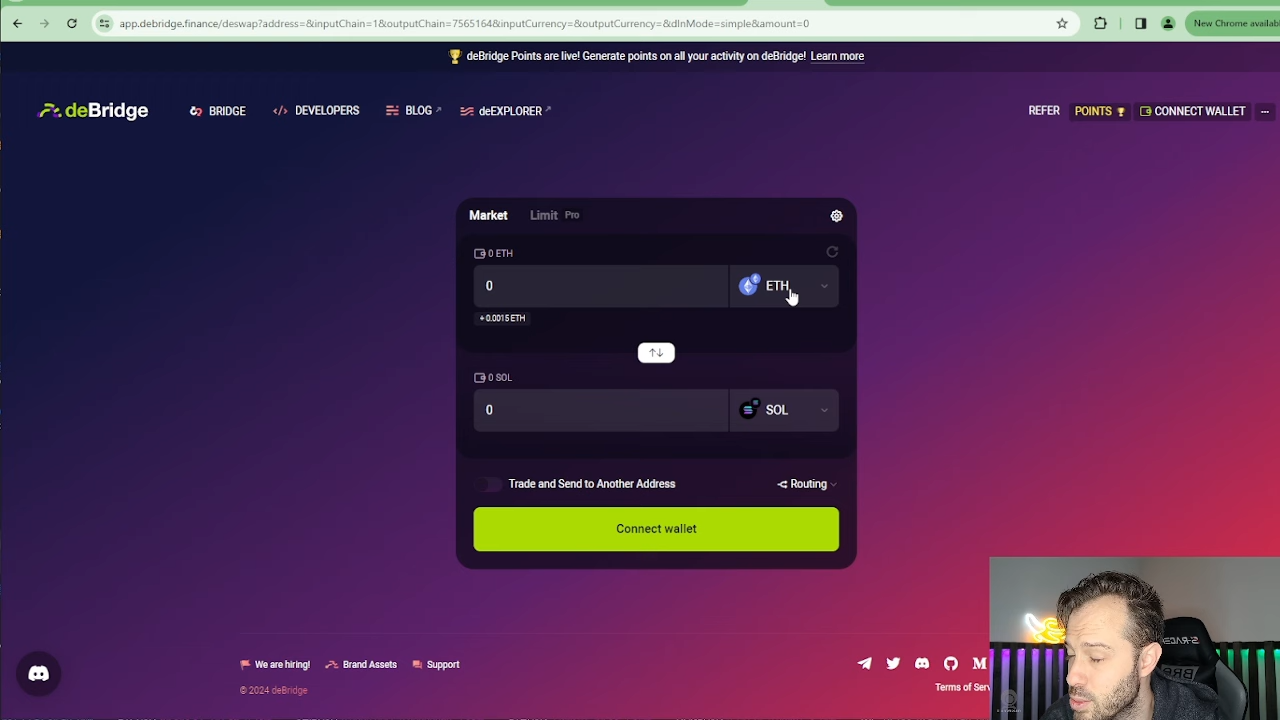 app.debridge.finance/deswap?address=&inputChain=1&outputChain=7565164&inputCurrency=&outputCurrency=&dlnMode=simple&amount=0
New Chrome availab
deBridge Points are live! Generate points on all your activity on deBridge! Learn more
deBridge
BRIDGE
DEVELOPERS
BLOG
deEXPLORER
REFER
POINTS
CONNECT WALLET
Market
Limit Pro
0 ETH
0
ETH
+ 0.0015 ETH
0 SOL
0
SOL
Trade and Send to Another Address
Routing
Connect wallet
We are hiring!
Brand Assets
Support
© 2024 deBridge
Terms of Serv